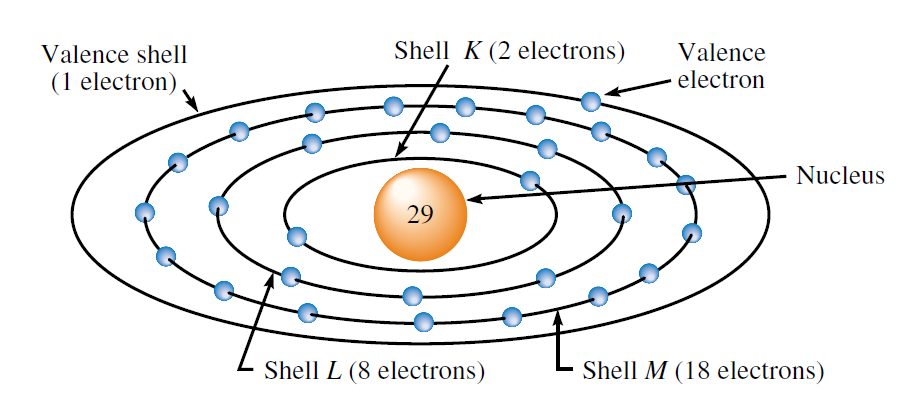 Valence shell
(1 electron)
Shell K (2 electrons)
Valence
electron
Nucleus
29
Shell L (8 electrons)
Shell M (18 electrons)